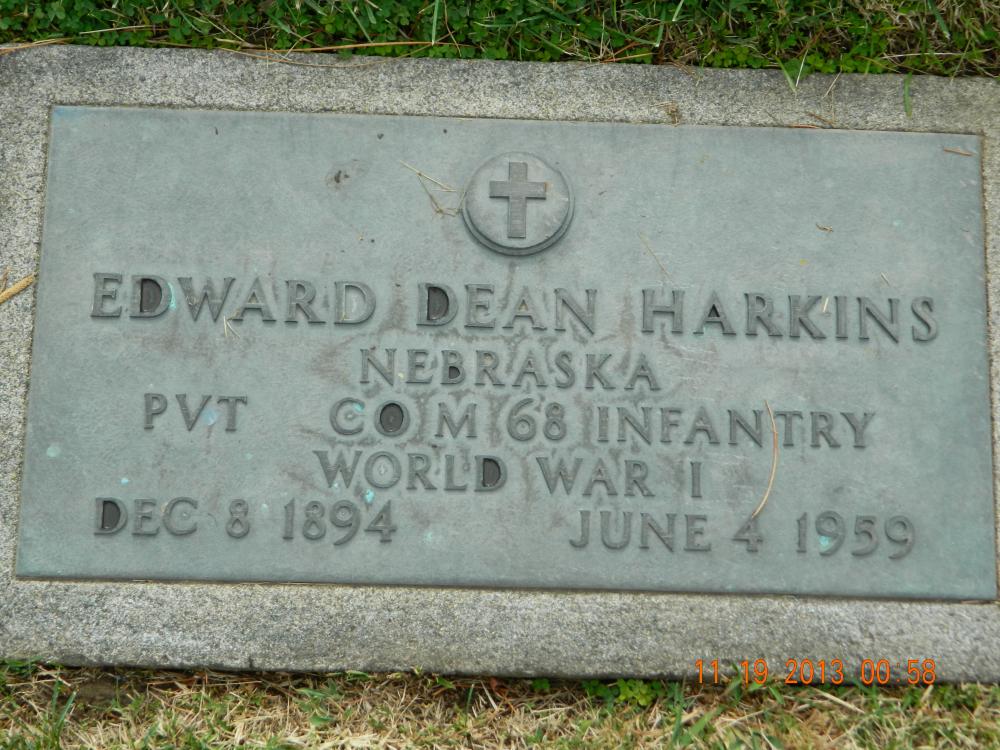 EDWARD DEAN HARKINS
NEBRASKA
PVT CO M 68 INFANTRY
WORLD WAR I
DEC 8 1894 JUNE 4 1959
11 19 2013 00:58